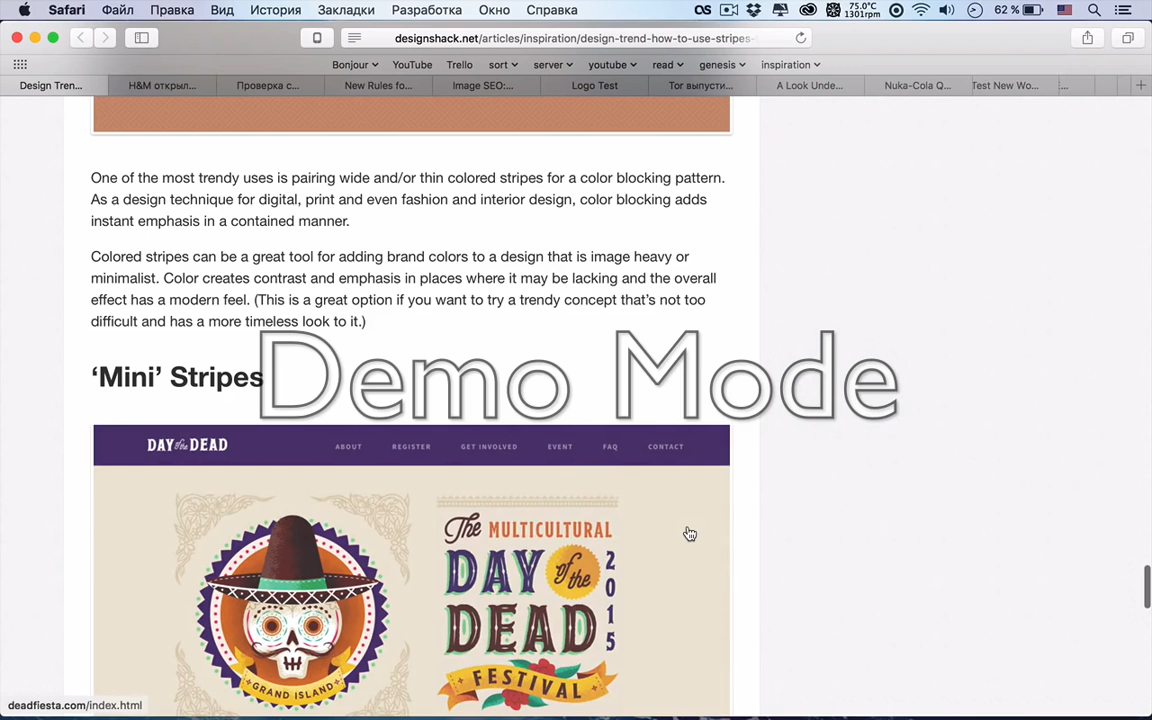 Safari Файл Правка Вид История Закладки Разработка Окно Справка OS 75.0℃ 1301rpm 62 %
designshack.net/articles/inspiration/design-trend-how-to-use-stripes-
Bonjour YouTube Trello sort server youtube read genesis inspiration
Design Tren... H&M открыл... Проверка с... New Rules fo... Image SEO:... Logo Test Tor выпусти... A Look Unde... Nuka-Cola Q... Test New Wo...
One of the most trendy uses is pairing wide and/or thin colored stripes for a color blocking pattern.
As a design technique for digital, print and even fashion and interior design, color blocking adds
instant emphasis in a contained manner.
Colored stripes can be a great tool for adding brand colors to a design that is image heavy or
minimalist. Color creates contrast and emphasis in places where it may be lacking and the overall
effect has a modern feel. (This is a great option if you want to try a trendy concept that’s not too
difficult and has a more timeless look to it.)
Demo Mode
‘Mini’ Stripes
DAY of the DEAD ABOUT REGISTER GET INVOLVED EVENT FAQ CONTACT
The MULTICULTURAL
DAY of the
DEAD
2015
FESTIVAL
GRAND ISLAND
deadfiesta.com/index.html